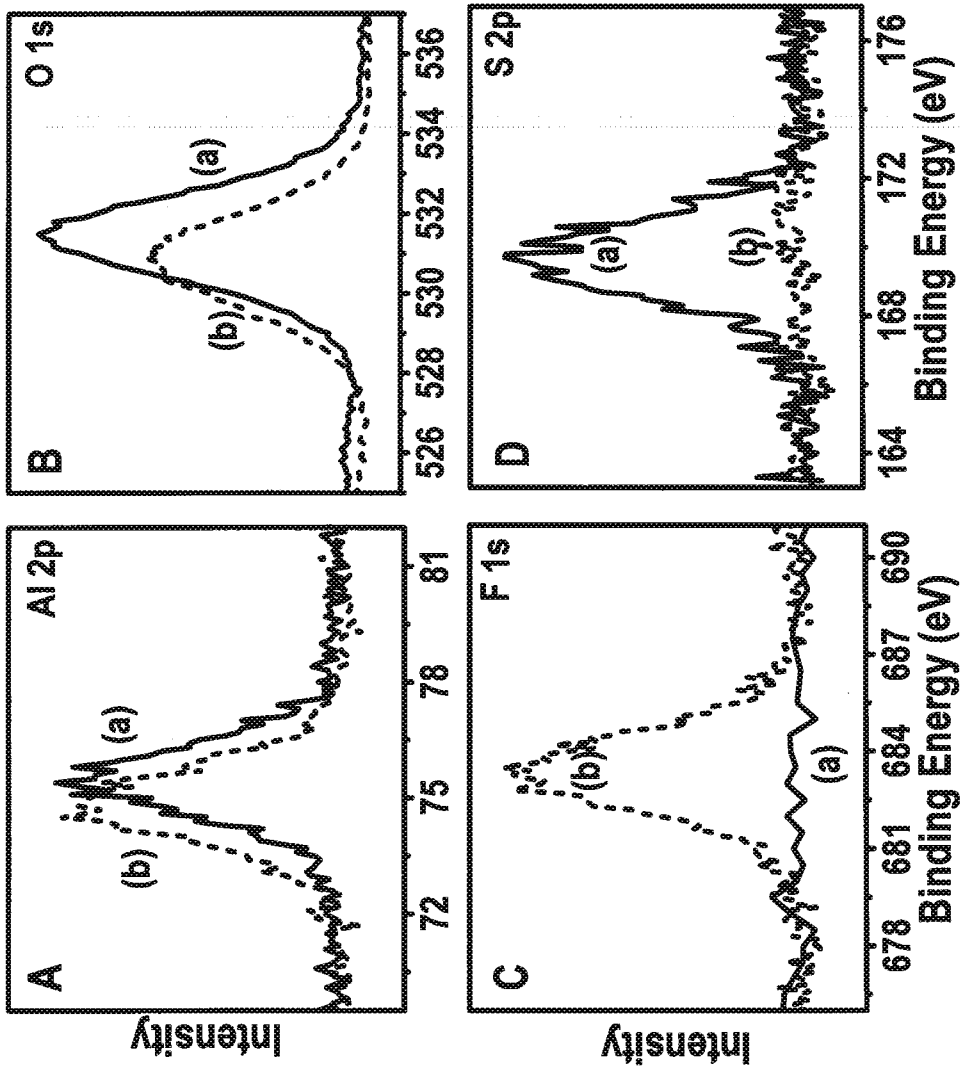 A
Al 2p
(a)
(b)
72 75 78 81
Intensity
B
O 1s
(a)
(b)
526 528 530 532 534 536
C
F 1s
(b)
(a)
678 681 684 687 690
Binding Energy (eV)
Intensity
D
S 2p
(a)
(b)
164 168 172 176
Binding Energy (eV)